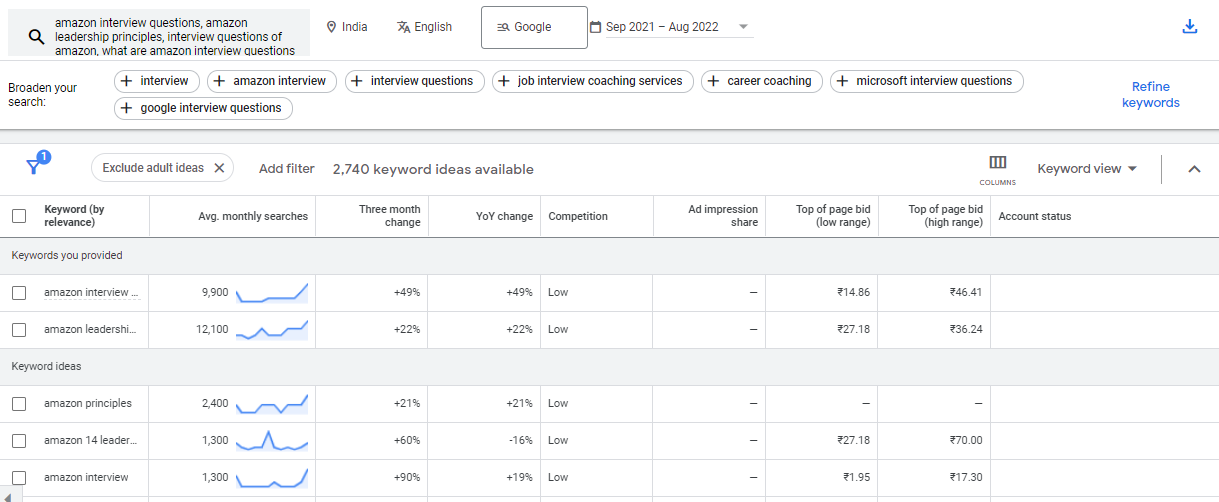 amazon interview questions, amazon
leadership principles, interview questions of
amazon, what are amazon interview questions
India
English
Google
Sep 2021 – Aug 2022
Broaden your
search:
interview
amazon interview
interview questions
job interview coaching services
career coaching
microsoft interview questions
google interview questions
Refine
keywords
1
Exclude adult ideas
Add filter
2,740 keyword ideas available
COLUMNS
Keyword view
Keyword (by
relevance)
Avg. monthly searches
Three month
change
YoY change
Competition
Ad impression
share
Top of page bid
(low range)
Top of page bid
(high range)
Account status
Keywords you provided
amazon interview ... 9,900 +49% +49% Low — ₹14.86 ₹46.41
amazon leadershi... 12,100 +22% +22% Low — ₹27.18 ₹36.24
Keyword ideas
amazon principles 2,400 +21% +21% Low — — —
amazon 14 leader... 1,300 +60% -16% Low — ₹27.18 ₹70.00
amazon interview 1,300 +90% +19% Low — ₹1.95 ₹17.30